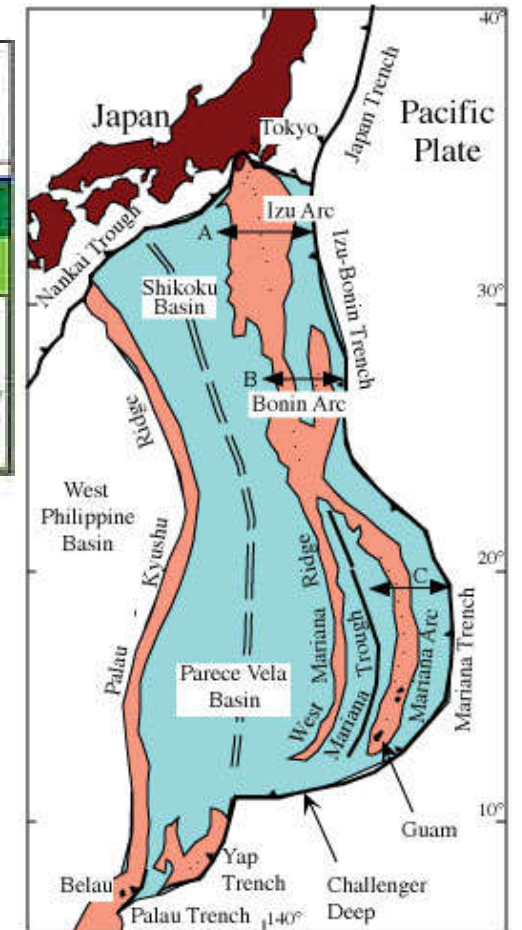 40°
Japan
Tokyo
Japan Trench
Pacific
Plate
Nankai Trough
Izu Arc
A
Izu-Bonin Trench
Shikoku
Basin
30°
B
Bonin Arc
Palau Kyushu Ridge
West
Philippine
Basin
20°
C
West Mariana Ridge
Mariana Trough
Mariana Arc
Mariana Trench
Parece Vela
Basin
10°
Guam
Yap
Trench
Challenger
Deep
Belau
Palau Trench
140°